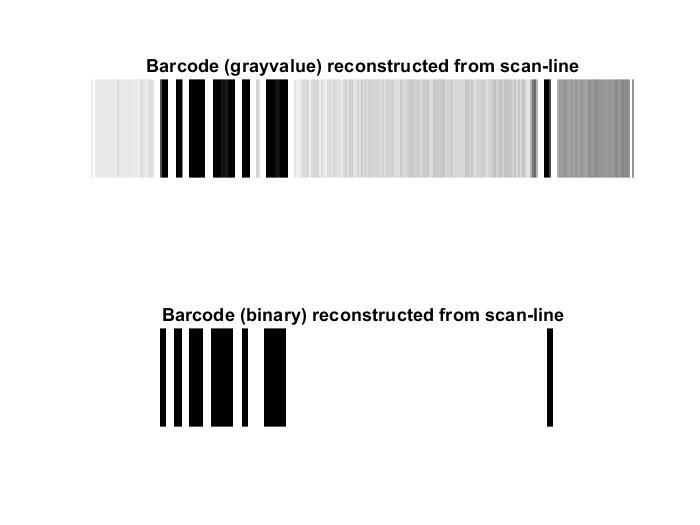 Barcode (grayvalue) reconstructed from scan-line
Barcode (binary) reconstructed from scan-line